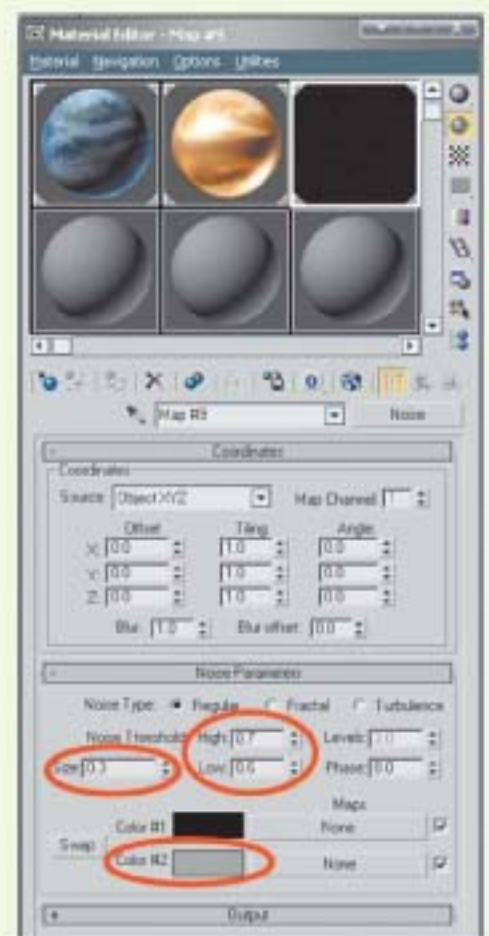 Material Editor - Map #9
Material Navigation Options Utilities
Map #9 Noise
Coordinates
Coordinates
Source: Object XYZ Map Channel: 1
Offset Tiling Angle:
X: 0.0 1.0 0.0
Y: 0.0 1.0 0.0
Z: 0.0 1.0 0.0
Blur: 1.0 Blur offset: 0.0
Noise Parameters
Noise Type: Regular Fractal Turbulence
Noise Threshold: High: 0.7 Levels:
Size: 0.3 Low: 0.6 Phase: 0.0
Maps
Color #1 None
Swap
Color #2 None
Output